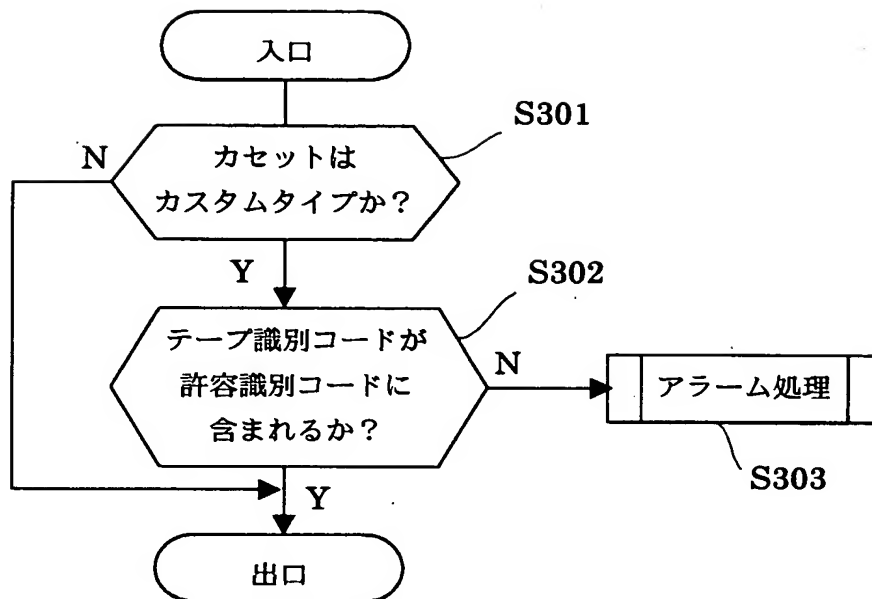 入口
S301
N
カセットは
カスタムタイプか？
Y
S302
テープ識別コードが
許容識別コードに
含まれるか？
N
アラーム処理
S303
Y
出口